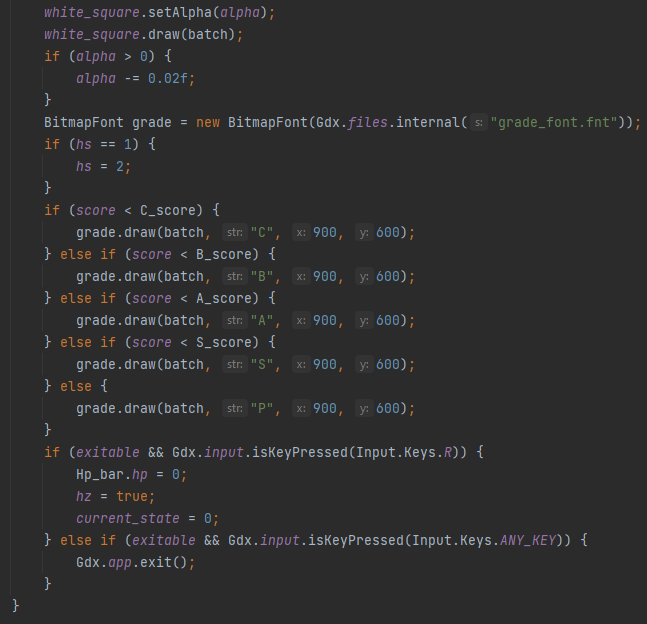 white_square.setAlpha(alpha);
white_square.draw(batch);
if (alpha > 0) {
alpha -= 0.02f;
}
BitmapFont grade = new BitmapFont(Gdx.files.internal( s: "grade_font.fnt"));
if (hs == 1) {
hs = 2;
}
if (score < C_score) {
grade.draw(batch, str: "C", x: 900, y: 600);
} else if (score < B_score) {
grade.draw(batch, str: "B", x: 900, y: 600);
} else if (score < A_score) {
grade.draw(batch, str: "A", x: 900, y: 600);
} else if (score < S_score) {
grade.draw(batch, str: "S", x: 900, y: 600);
} else {
grade.draw(batch, str: "P", x: 900, y: 600);
}
if (exitable && Gdx.input.isKeyPressed(Input.Keys.R)) {
Hp_bar.hp = 0;
hz = true;
current_state = 0;
} else if (exitable && Gdx.input.isKeyPressed(Input.Keys.ANY_KEY)) {
Gdx.app.exit();
}
}